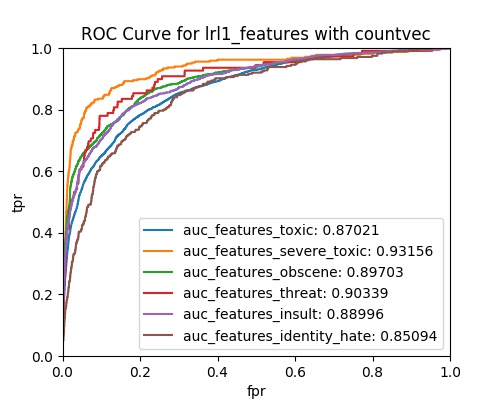 ROC Curve for lrl1_features with countvec
1.0
0.8
0.6
0.4
0.2
0.0
tpr
auc_features_toxic: 0.87021
auc_features_severe_toxic: 0.93156
auc_features_obscene: 0.89703
auc_features_threat: 0.90339
auc_features_insult: 0.88996
auc_features_identity_hate: 0.85094
0.0 0.2 0.4 0.6 0.8 1.0
fpr